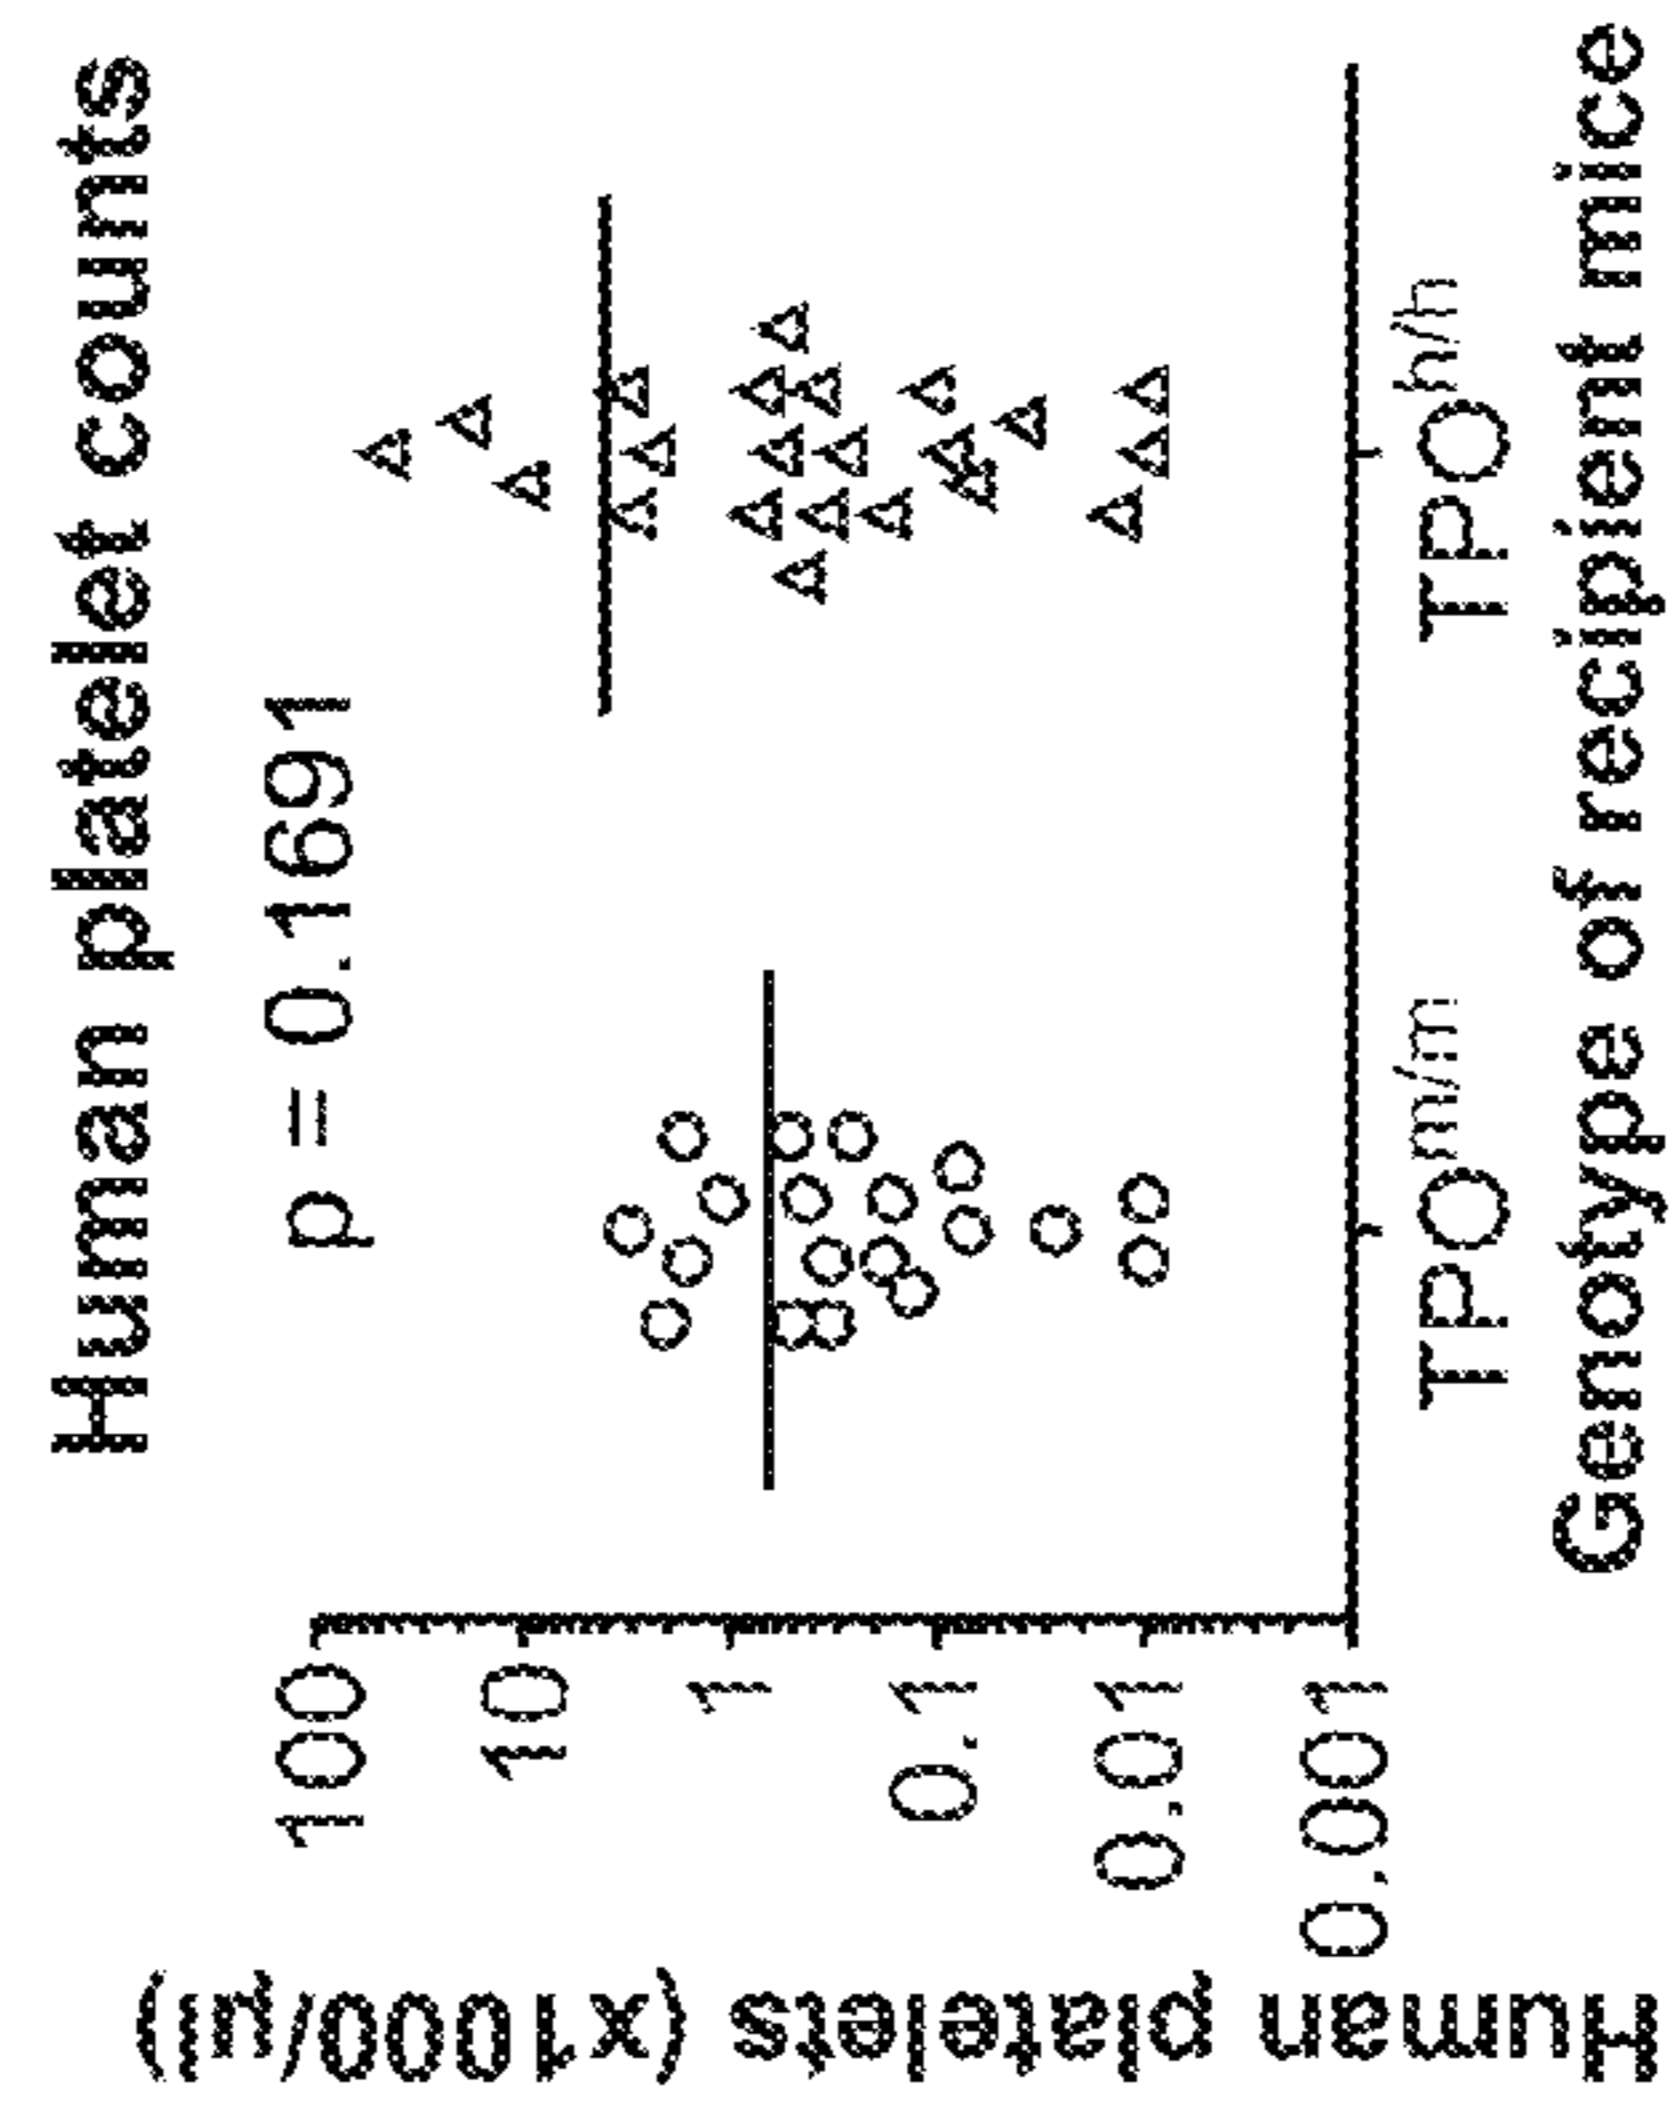 Human platelet counts
p = 0.1691
Human platelets (x1000/µl)
100
10
1
0.1
0.01
0.001
TPOm/m
TPOh/h
Genotype of recipient mice